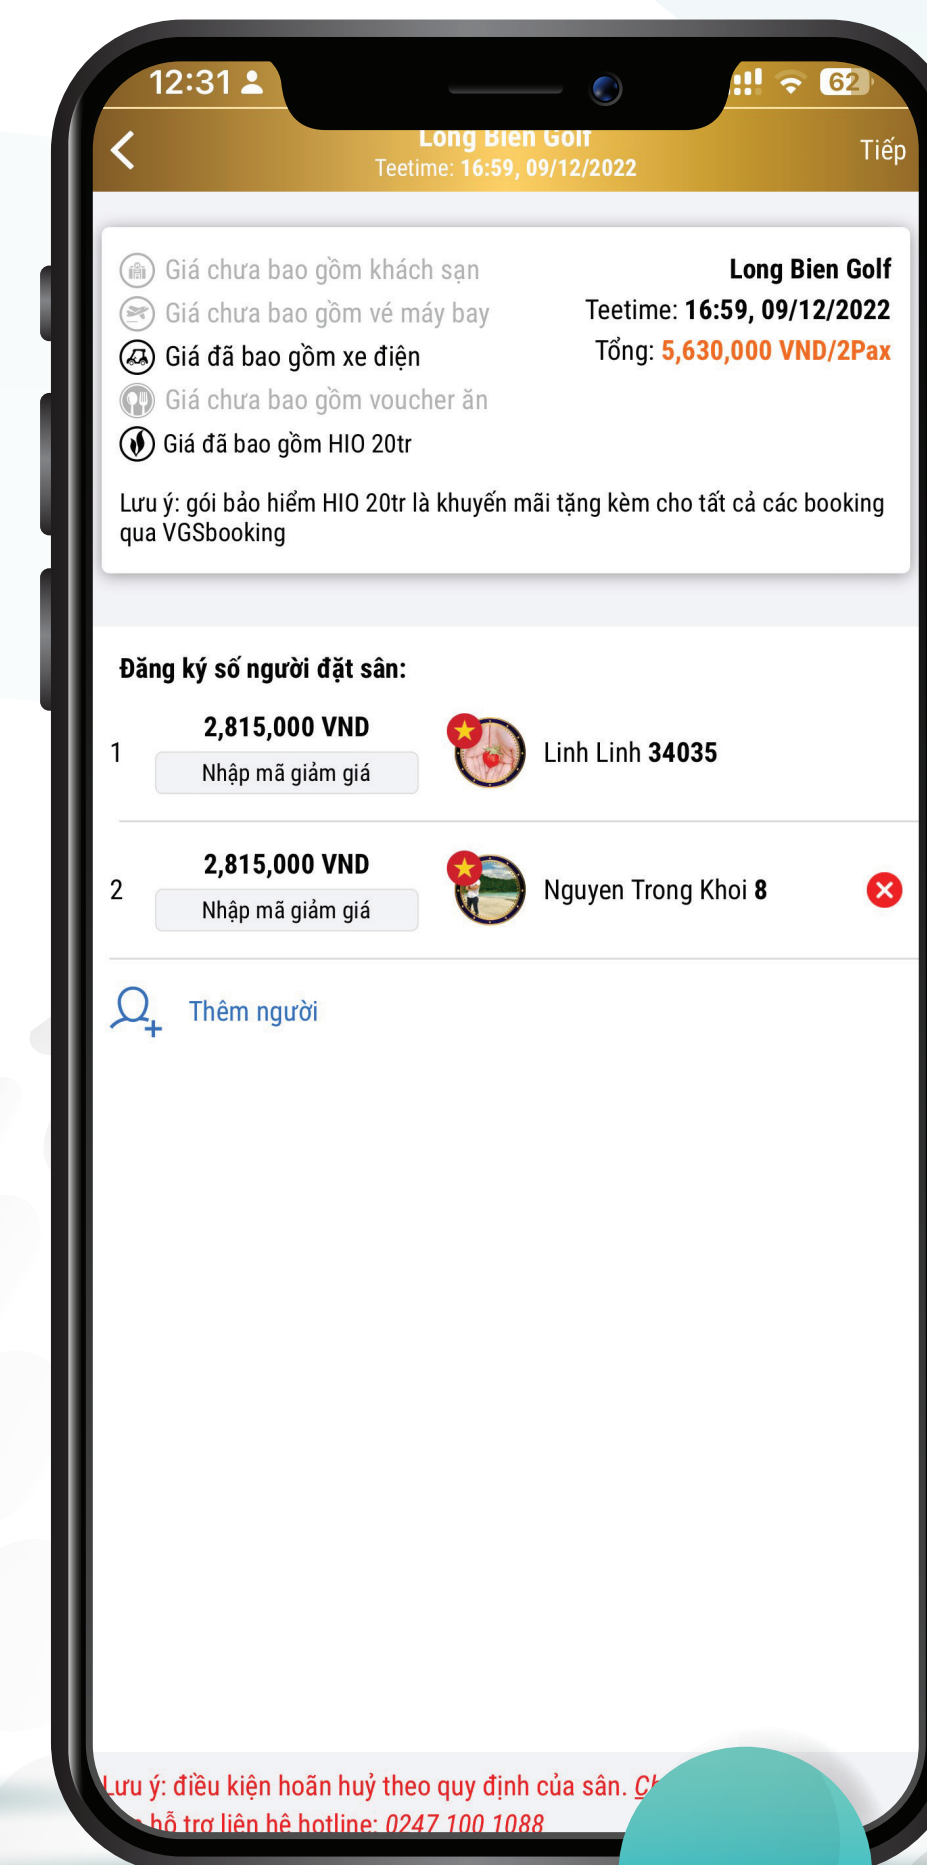 12:31
62
Long Bien Golf
Teetime: 16:59, 09/12/2022
Tiếp
Giá chưa bao gồm khách sạn
Giá chưa bao gồm vé máy bay
Giá đã bao gồm xe điện
Giá chưa bao gồm voucher ăn
Giá đã bao gồm HIO 20tr
Long Bien Golf
Teetime: 16:59, 09/12/2022
Tổng: 5,630,000 VND/2Pax
Lưu ý: gói bảo hiểm HIO 20tr là khuyến mãi tặng kèm cho tất cả các booking
qua VGSbooking
Đăng ký số người đặt sân:
1
2,815,000 VND
Nhập mã giảm giá
Linh Linh 34035
2
2,815,000 VND
Nhập mã giảm giá
Nguyen Trong Khoi 8
Thêm người
Lưu ý: điều kiện hoãn huỷ theo quy định của sân.
hỗ trợ liên hệ hotline: 0247 100 1088